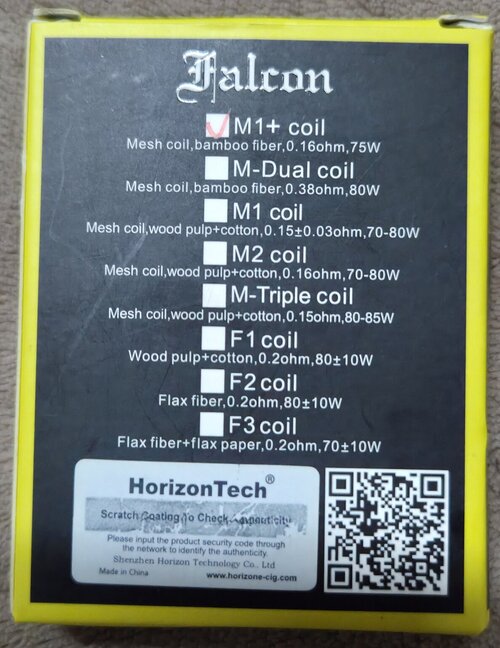 Falcon
M1+ coil
Mesh coil,bamboo fiber,0.16ohm,75W
M-Dual coil
Mesh coil,bamboo fiber,0.38ohm,80W
M1 coil
Mesh coil,wood pulp+cotton,0.15±0.03ohm,70-80W
M2 coil
Mesh coil,wood pulp+cotton,0.16ohm,70-80W
M-Triple coil
Mesh coil,wood pulp+cotton,0.15ohm,80-85W
F1 coil
Wood pulp+cotton,0.2ohm,80±10W
F2 coil
Flax fiber,0.2ohm,80±10W
F3 coil
Flax fiber+flax paper,0.2ohm,70±10W
HorizonTech®
Scratch Coating To Check Authenticity
Please input the product security code through
the network to identify the authenticity.
Shenzhen Horizon Technology Co., Ltd
Made in China www.horizone-cig.com